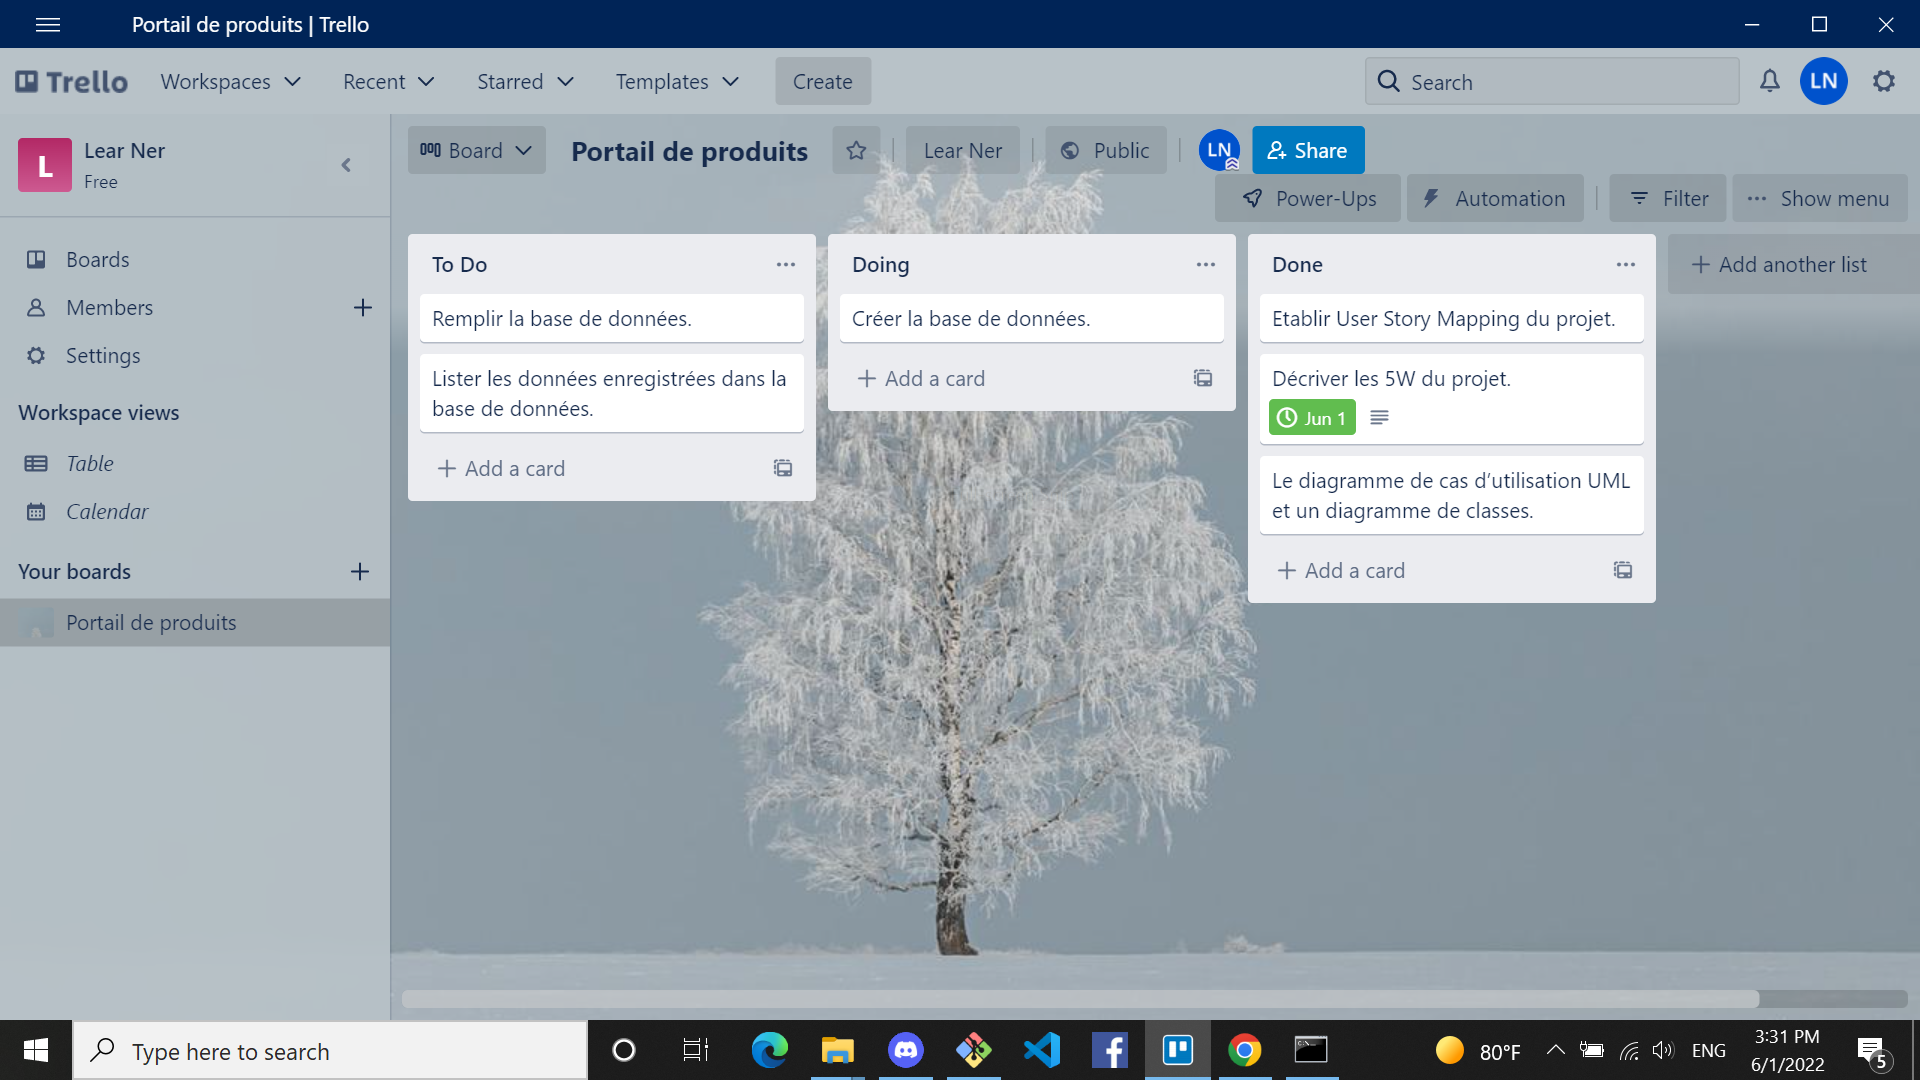 Portail de produits | Trello
Trello
Workspaces
Recent
Starred
Templates
Create
Search
LN
L
Lear Ner
Free
Boards
Members
Settings
Workspace views
Table
Calendar
Your boards
Portail de produits
Board
Portail de produits
Lear Ner
Public
LN
Share
Power-Ups
Automation
Filter
Show menu
To Do
Remplir la base de données.
Lister les données enregistrées dans la
base de données.
Add a card
Doing
Créer la base de données.
Add a card
Done
Etablir User Story Mapping du projet.
Décriver les 5W du projet.
Jun 1
Le diagramme de cas d’utilisation UML
et un diagramme de classes.
Add a card
Add another list
Type here to search
80°F
ENG
3:31 PM
6/1/2022
5